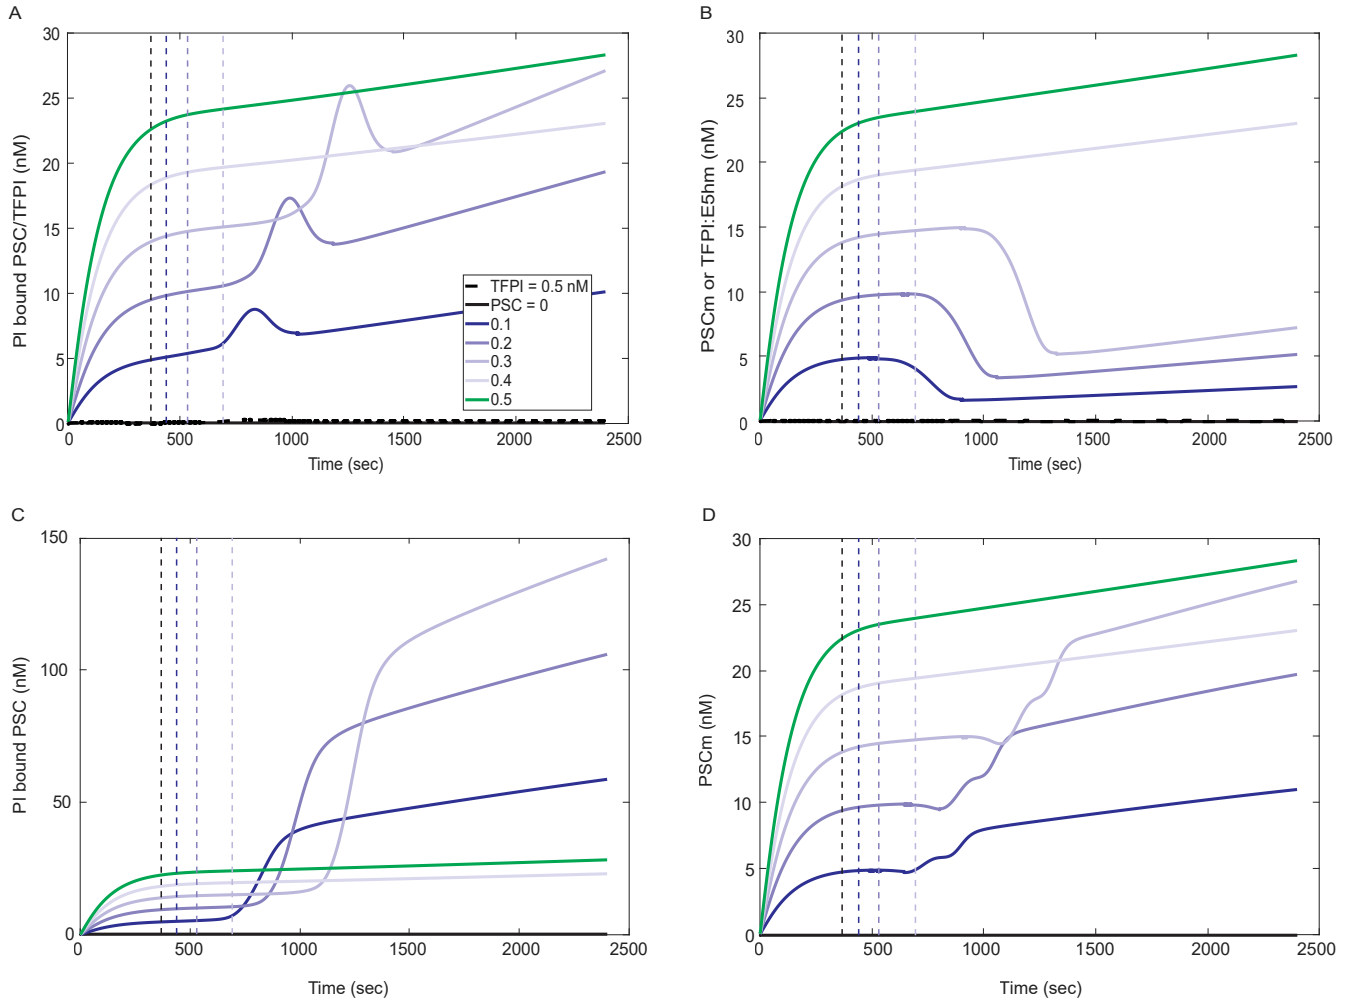 A
30
25
20
15
10
5
0
PI bound PSC/TFPI (nM)
TFPI = 0.5 nM
PSC = 0
0.1
0.2
0.3
0.4
0.5
0 500 1000 1500 2000 2500
Time (sec)
B
30
25
20
15
10
5
0
PSCm or TFPI:E5hm (nM)
0 500 1000 1500 2000 2500
Time (sec)
C
150
100
50
0
PI bound PSC (nM)
0 500 1000 1500 2000 2500
Time (sec)
D
30
25
20
15
10
5
0
PSCm (nM)
0 500 1000 1500 2000 2500
Time (sec)